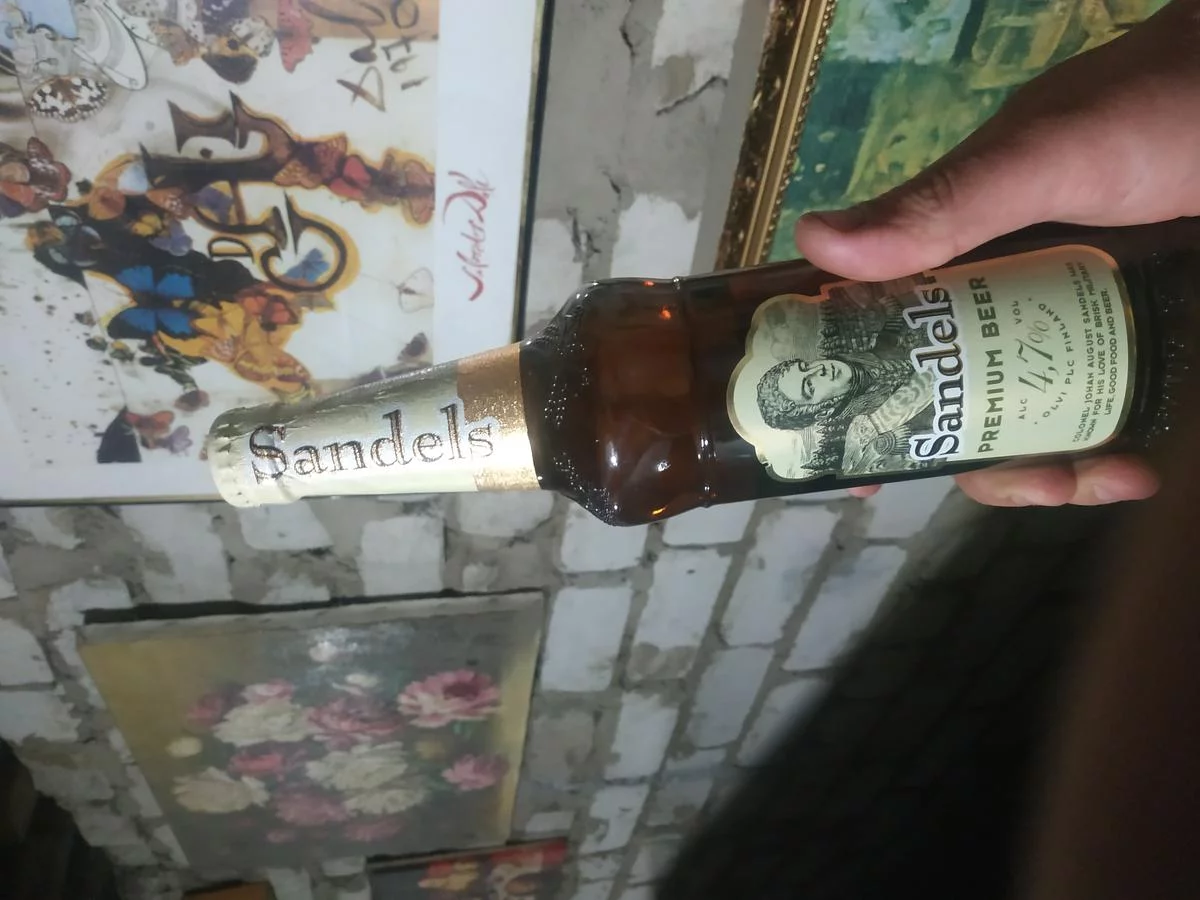 Sandels
Sandels
PREMIUM BEER
ALC 4,7% VOL
OLVI, PLC FINLAND
COLONEL JOHAN AUGUST SANDELS WAS
KNOWN FOR HIS LOVE OF BRISK MILITARY
LIFE, GOOD FOOD AND BEER.
DALI